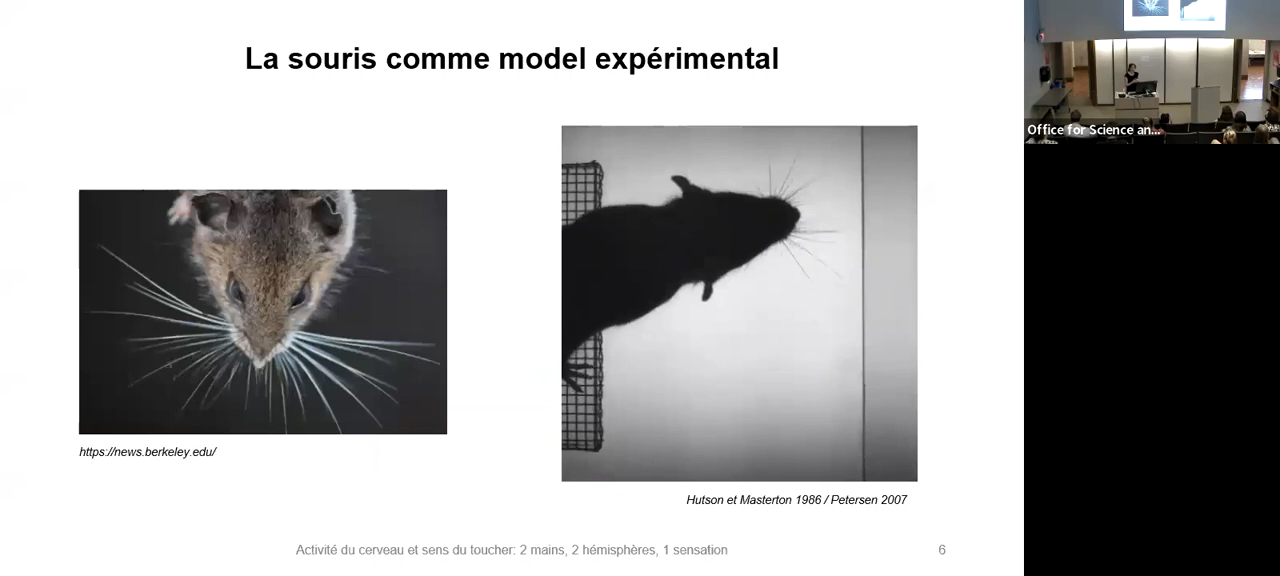 La souris comme model expérimental
https://news.berkeley.edu/
Hutson et Masterton 1986 / Petersen 2007
Activité du cerveau et sens du toucher: 2 mains, 2 hémisphères, 1 sensation
6
Office for Science an...